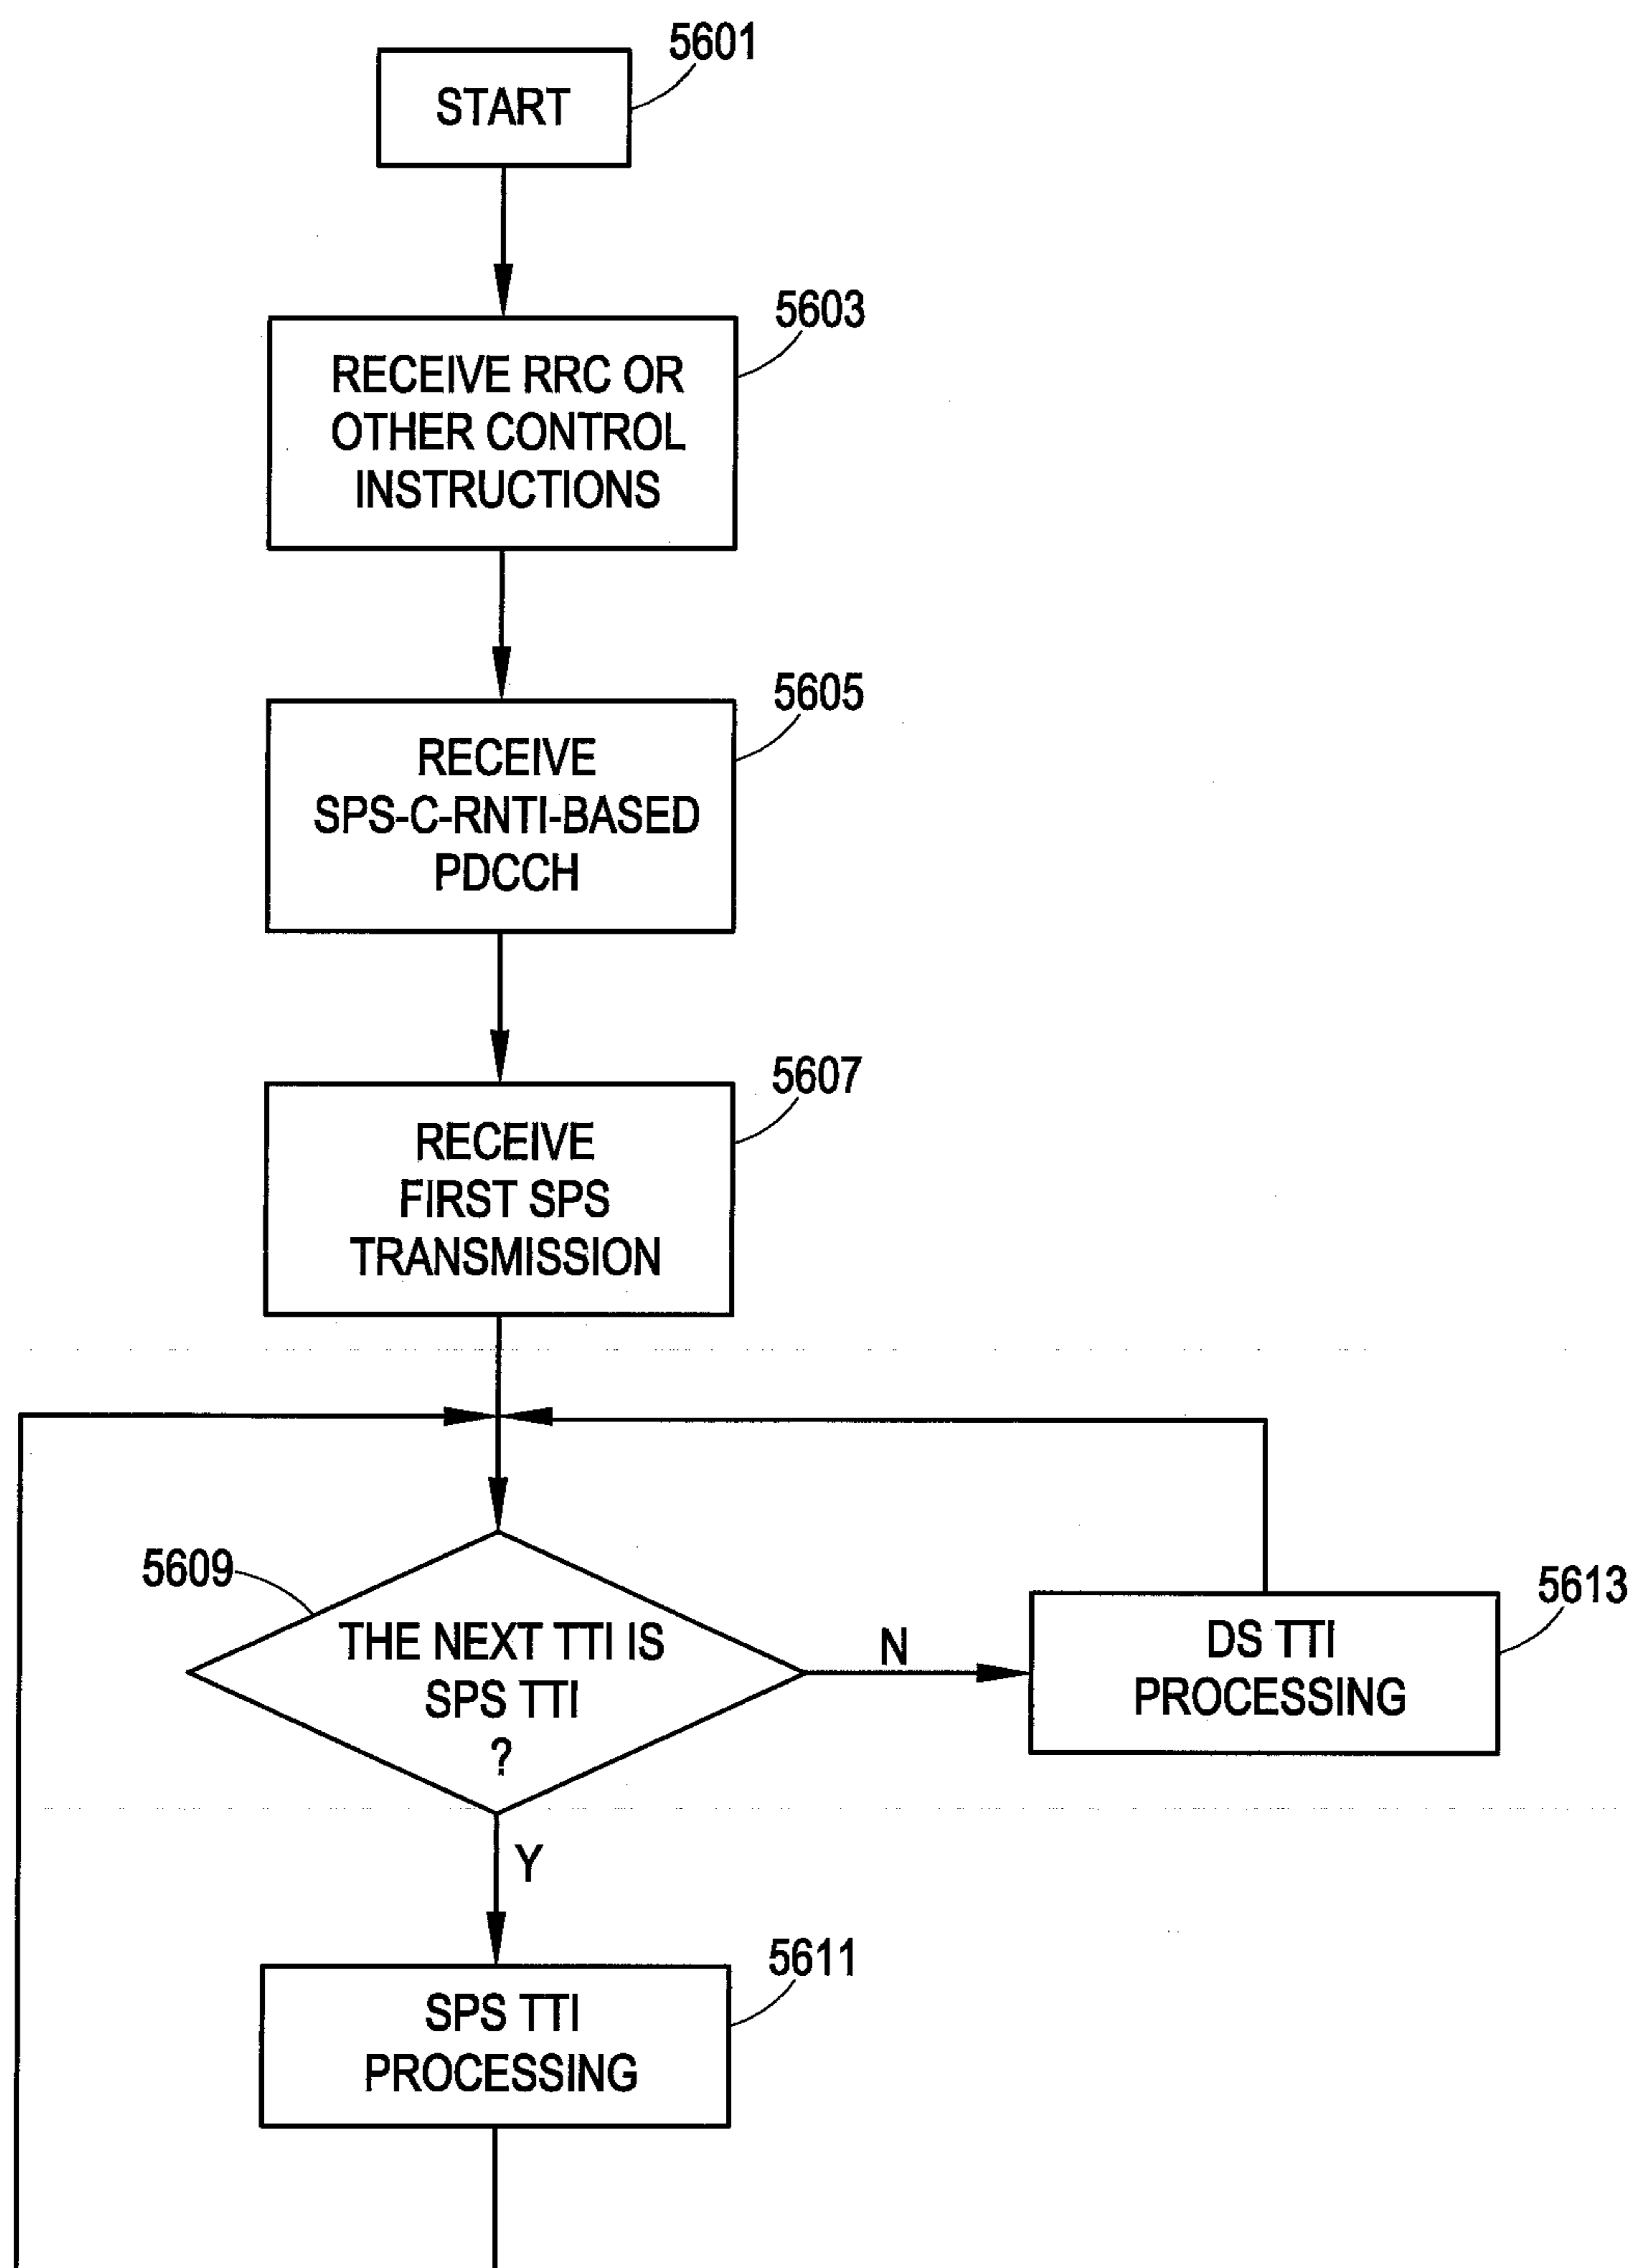 5601
START
5603
RECEIVE RRC OR
OTHER CONTROL
INSTRUCTIONS
5605
RECEIVE
SPS-C-RNTI-BASED
PDCCH
5607
RECEIVE
FIRST SPS
TRANSMISSION
5609
THE NEXT TTI IS
SPS TTI
?
N
5613
DS TTI
PROCESSING
Y
5611
SPS TTI
PROCESSING